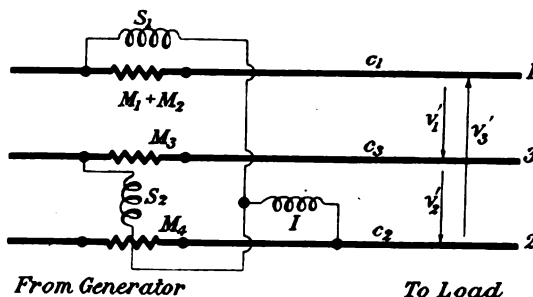 S₁
c₁
1
M₁ + M₂
v₁′
v₃′
M₃
c₃
3
S₂
v₂′
M₄
I
c₂
2
From Generator
To Load